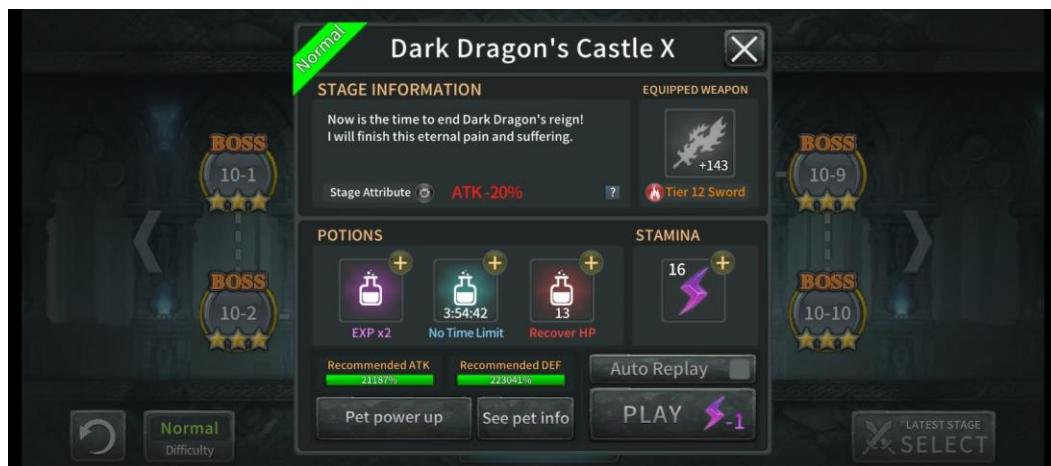 Normal
Dark Dragon's Castle X
STAGE INFORMATION
Now is the time to end Dark Dragon's reign!
I will finish this eternal pain and suffering.
Stage Attribute
ATK -20%
?
EQUIPPED WEAPON
+143
Tier 12 Sword
POTIONS
EXP x2
3:54:42
No Time Limit
13
Recover HP
STAMINA
16
Recommended ATK
21187%
Recommended DEF
223041%
Auto Replay
Pet power up
See pet info
PLAY -1
BOSS
10-1
BOSS
10-2
BOSS
10-9
BOSS
10-10
Normal
Difficulty
LATEST STAGE
SELECT